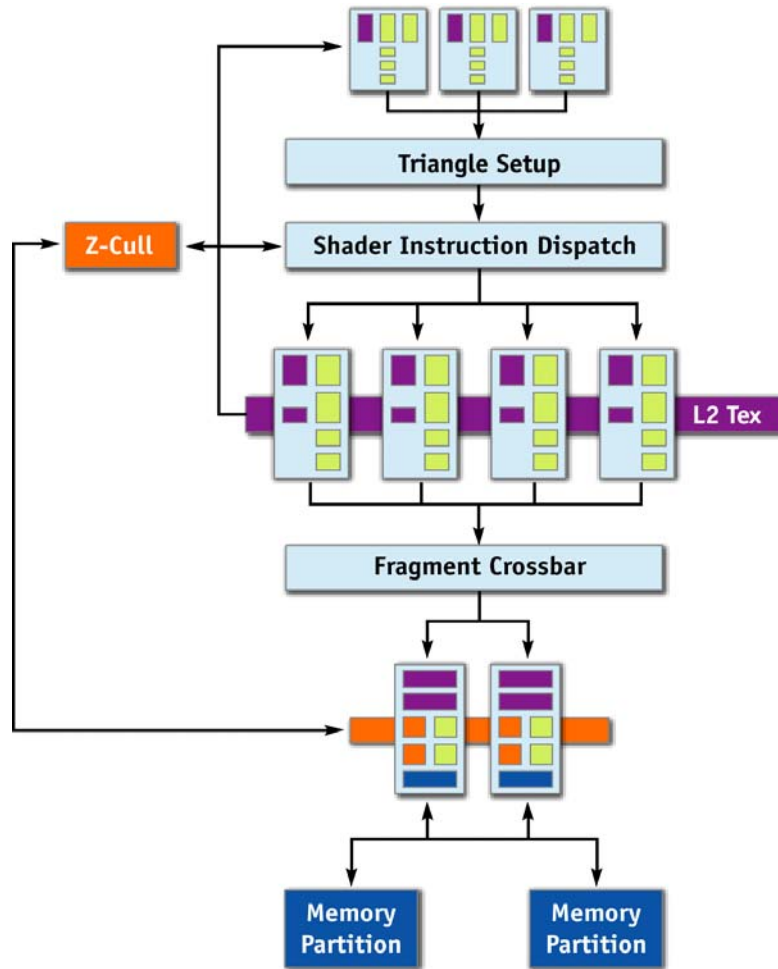 Triangle Setup
Z-Cull
Shader Instruction Dispatch
L2 Tex
Fragment Crossbar
Memory
Partition
Memory
Partition